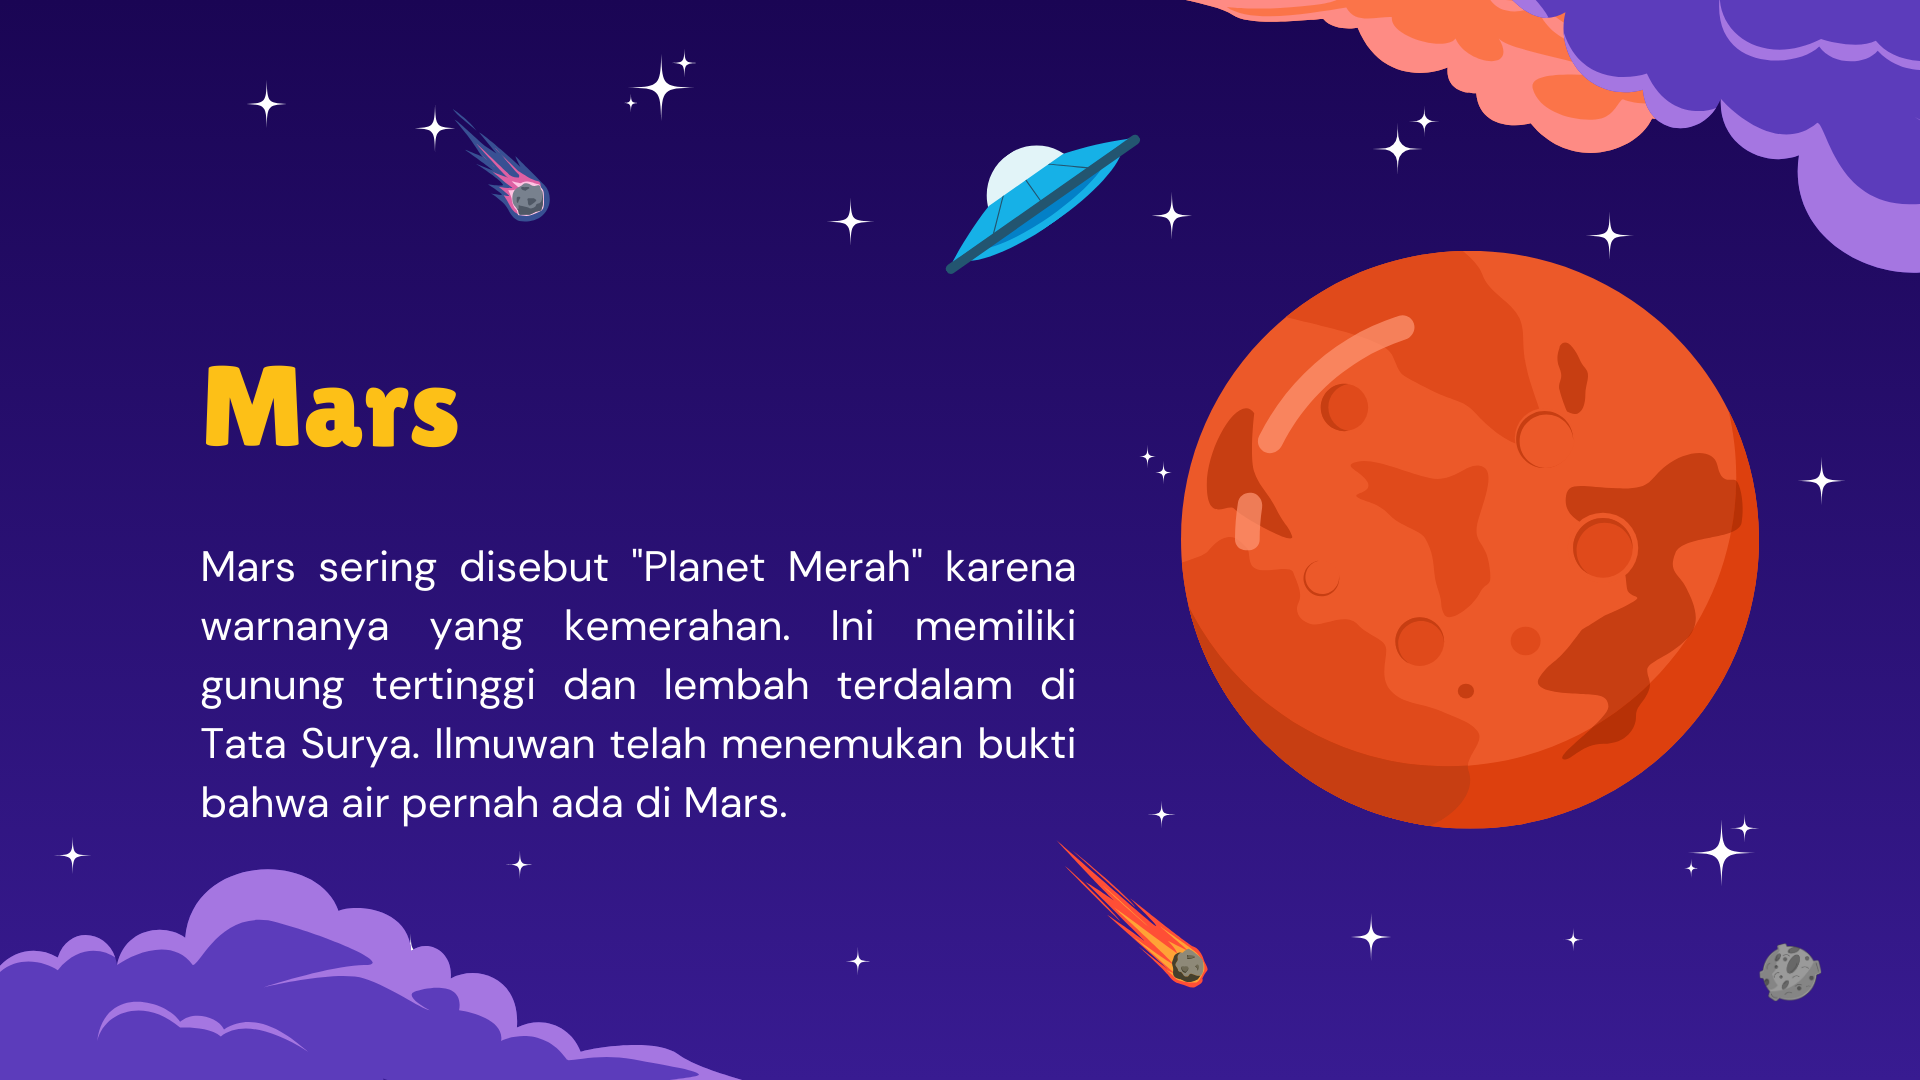 Mars
Mars sering disebut "Planet Merah" karena
warnanya yang kemerahan. Ini memiliki
gunung tertinggi dan lembah terdalam di
Tata Surya. Ilmuwan telah menemukan bukti
bahwa air pernah ada di Mars.